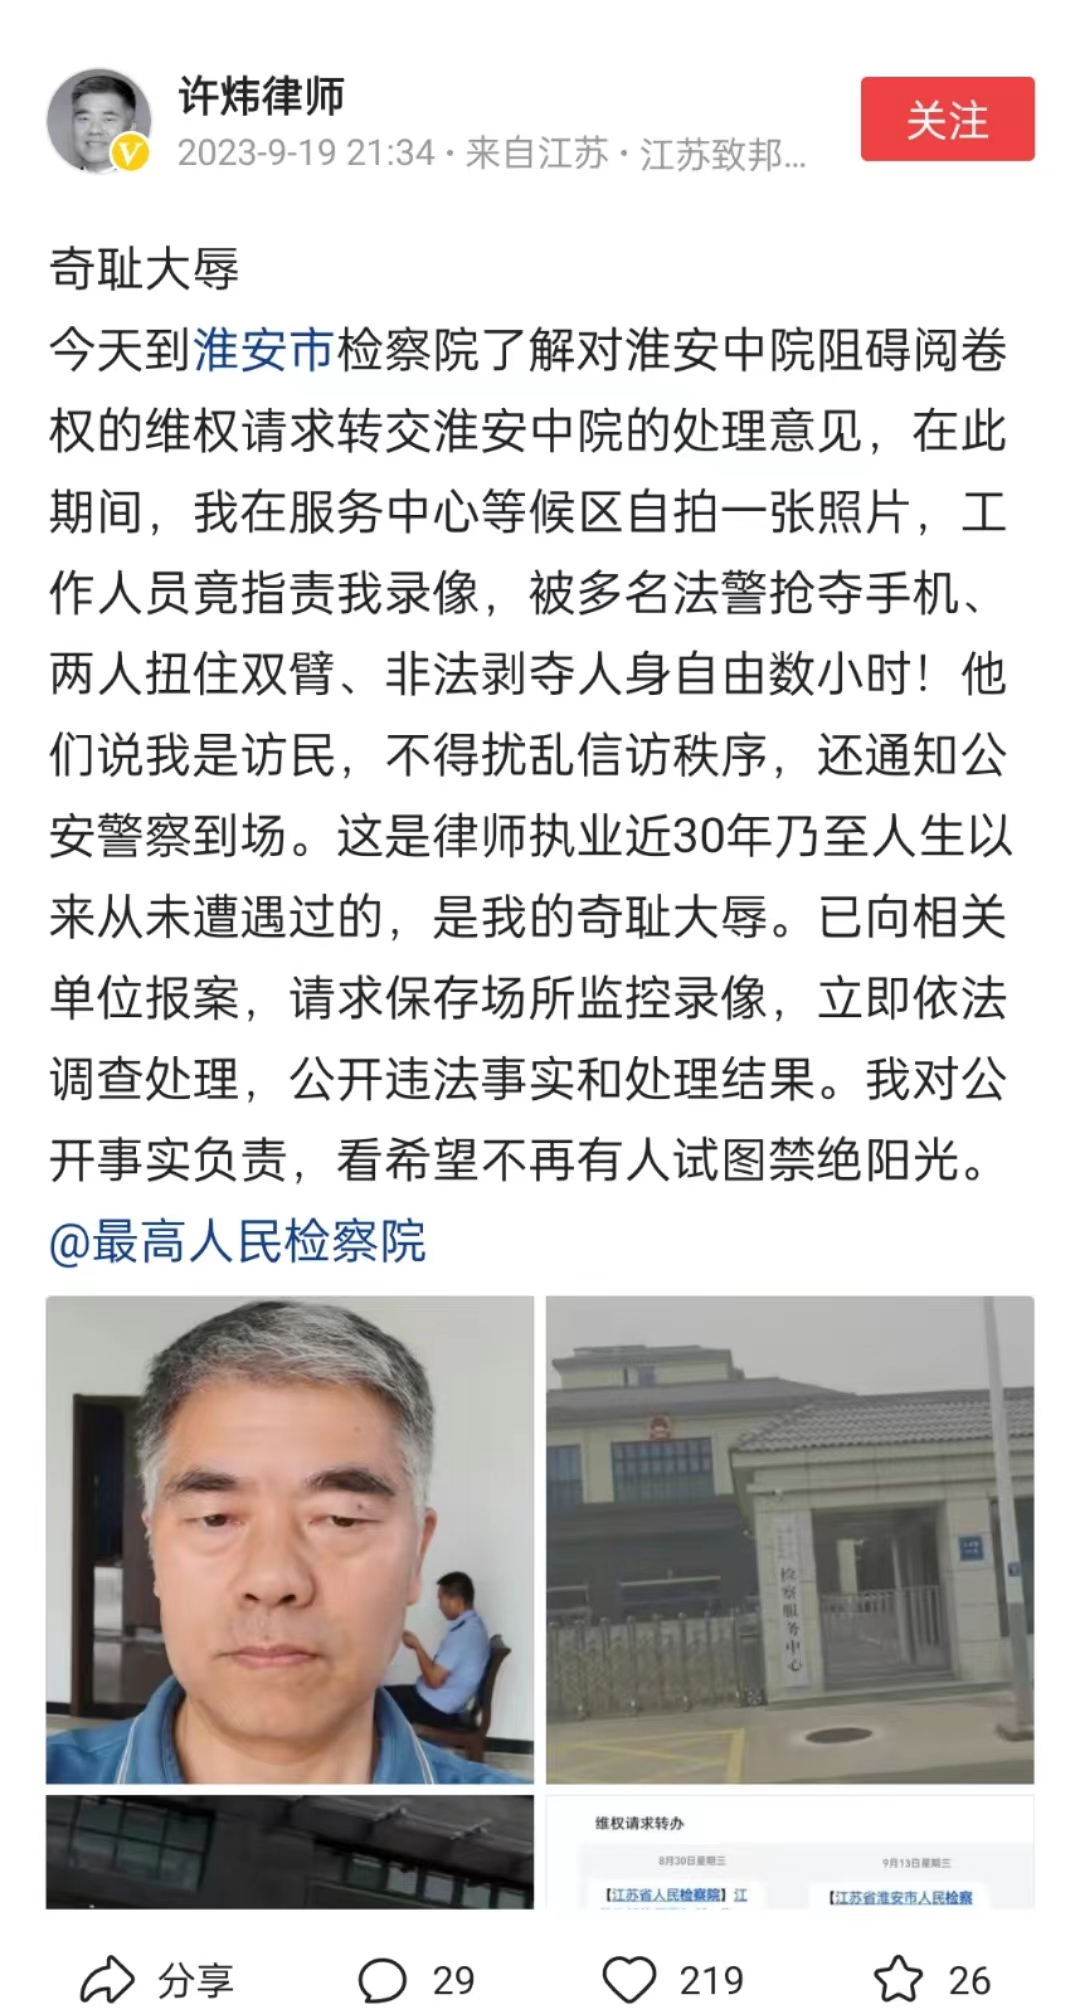 许炜律师
2023-9-19 21:34 · 来自江苏 · 江苏致邦...
关注
奇耻大辱
今天到淮安市检察院了解对淮安中院阻碍阅卷
权的维权请求转交淮安中院的处理意见，在此
期间，我在服务中心等候区自拍一张照片，工
作人员竟指责我录像，被多名法警抢夺手机、
两人扭住双臂、非法剥夺人身自由数小时！他
们说我是访民，不得扰乱信访秩序，还通知公
安警察到场。这是律师执业近30年乃至人生以
来从未遭遇过的，是我的奇耻大辱。已向相关
单位报案，请求保存场所监控录像，立即依法
调查处理，公开违法事实和处理结果。我对公
开事实负责，看希望不再有人试图禁绝阳光。
@最高人民检察院
检察服务中心
维权请求转办
8月30日星期三
9月13日星期三
【江苏省人民检察院】江
【江苏省淮安市人民检察
分享
29
219
26